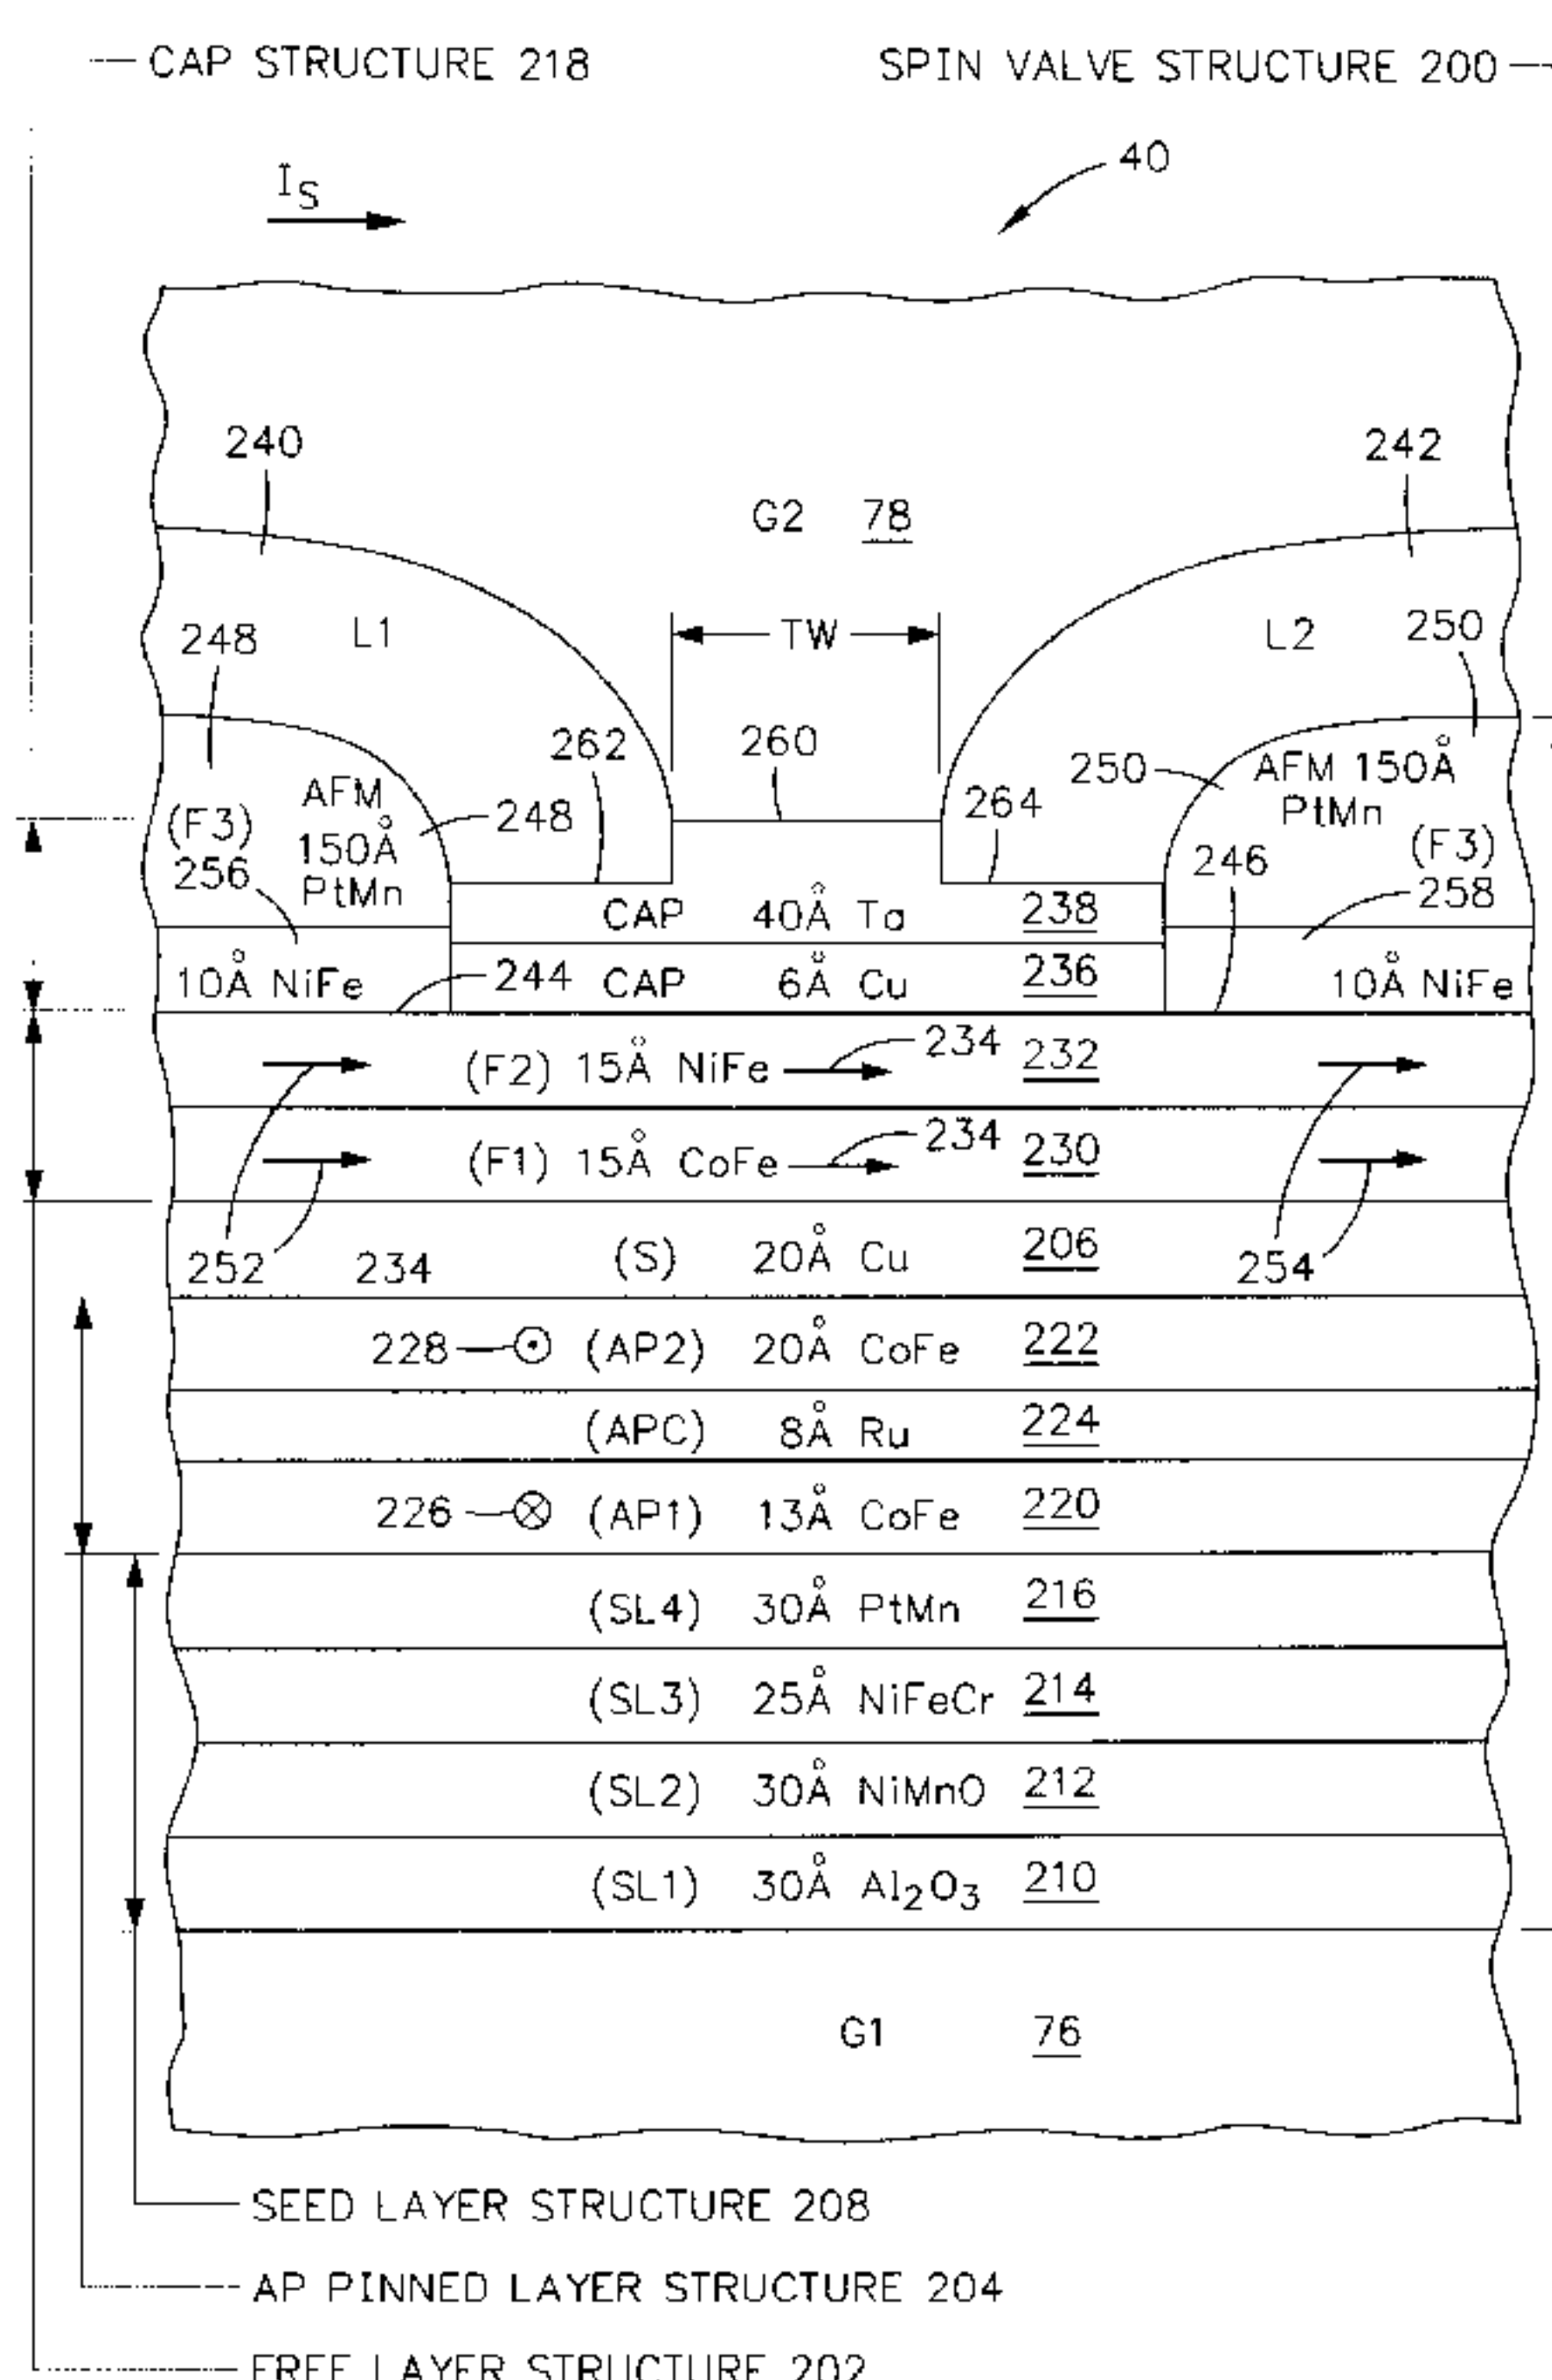 CAP STRUCTURE 218
SPIN VALVE STRUCTURE 200
40
IS
240
242
G2 78
248
L1
TW
L2
250
262
260
250
AFM 150Å
PtMn
AFM
150Å
PtMn
(F3)
256
248
264
246
(F3)
258
CAP 40Å Ta 238
10Å NiFe
244
CAP 6Å Cu 236
10Å NiFe
(F2) 15Å NiFe 234 232
(F1) 15Å CoFe 234 230
252
234
(S) 20Å Cu 206
254
228 (AP2) 20Å CoFe 222
(APC) 8Å Ru 224
226 (AP1) 13Å CoFe 220
(SL4) 30Å PtMn 216
(SL3) 25Å NiFeCr 214
(SL2) 30Å NiMnO 212
(SL1) 30Å Al₂O₃ 210
G1 76
SEED LAYER STRUCTURE 208
AP PINNED LAYER STRUCTURE 204
FREE LAYER STRUCTURE 202